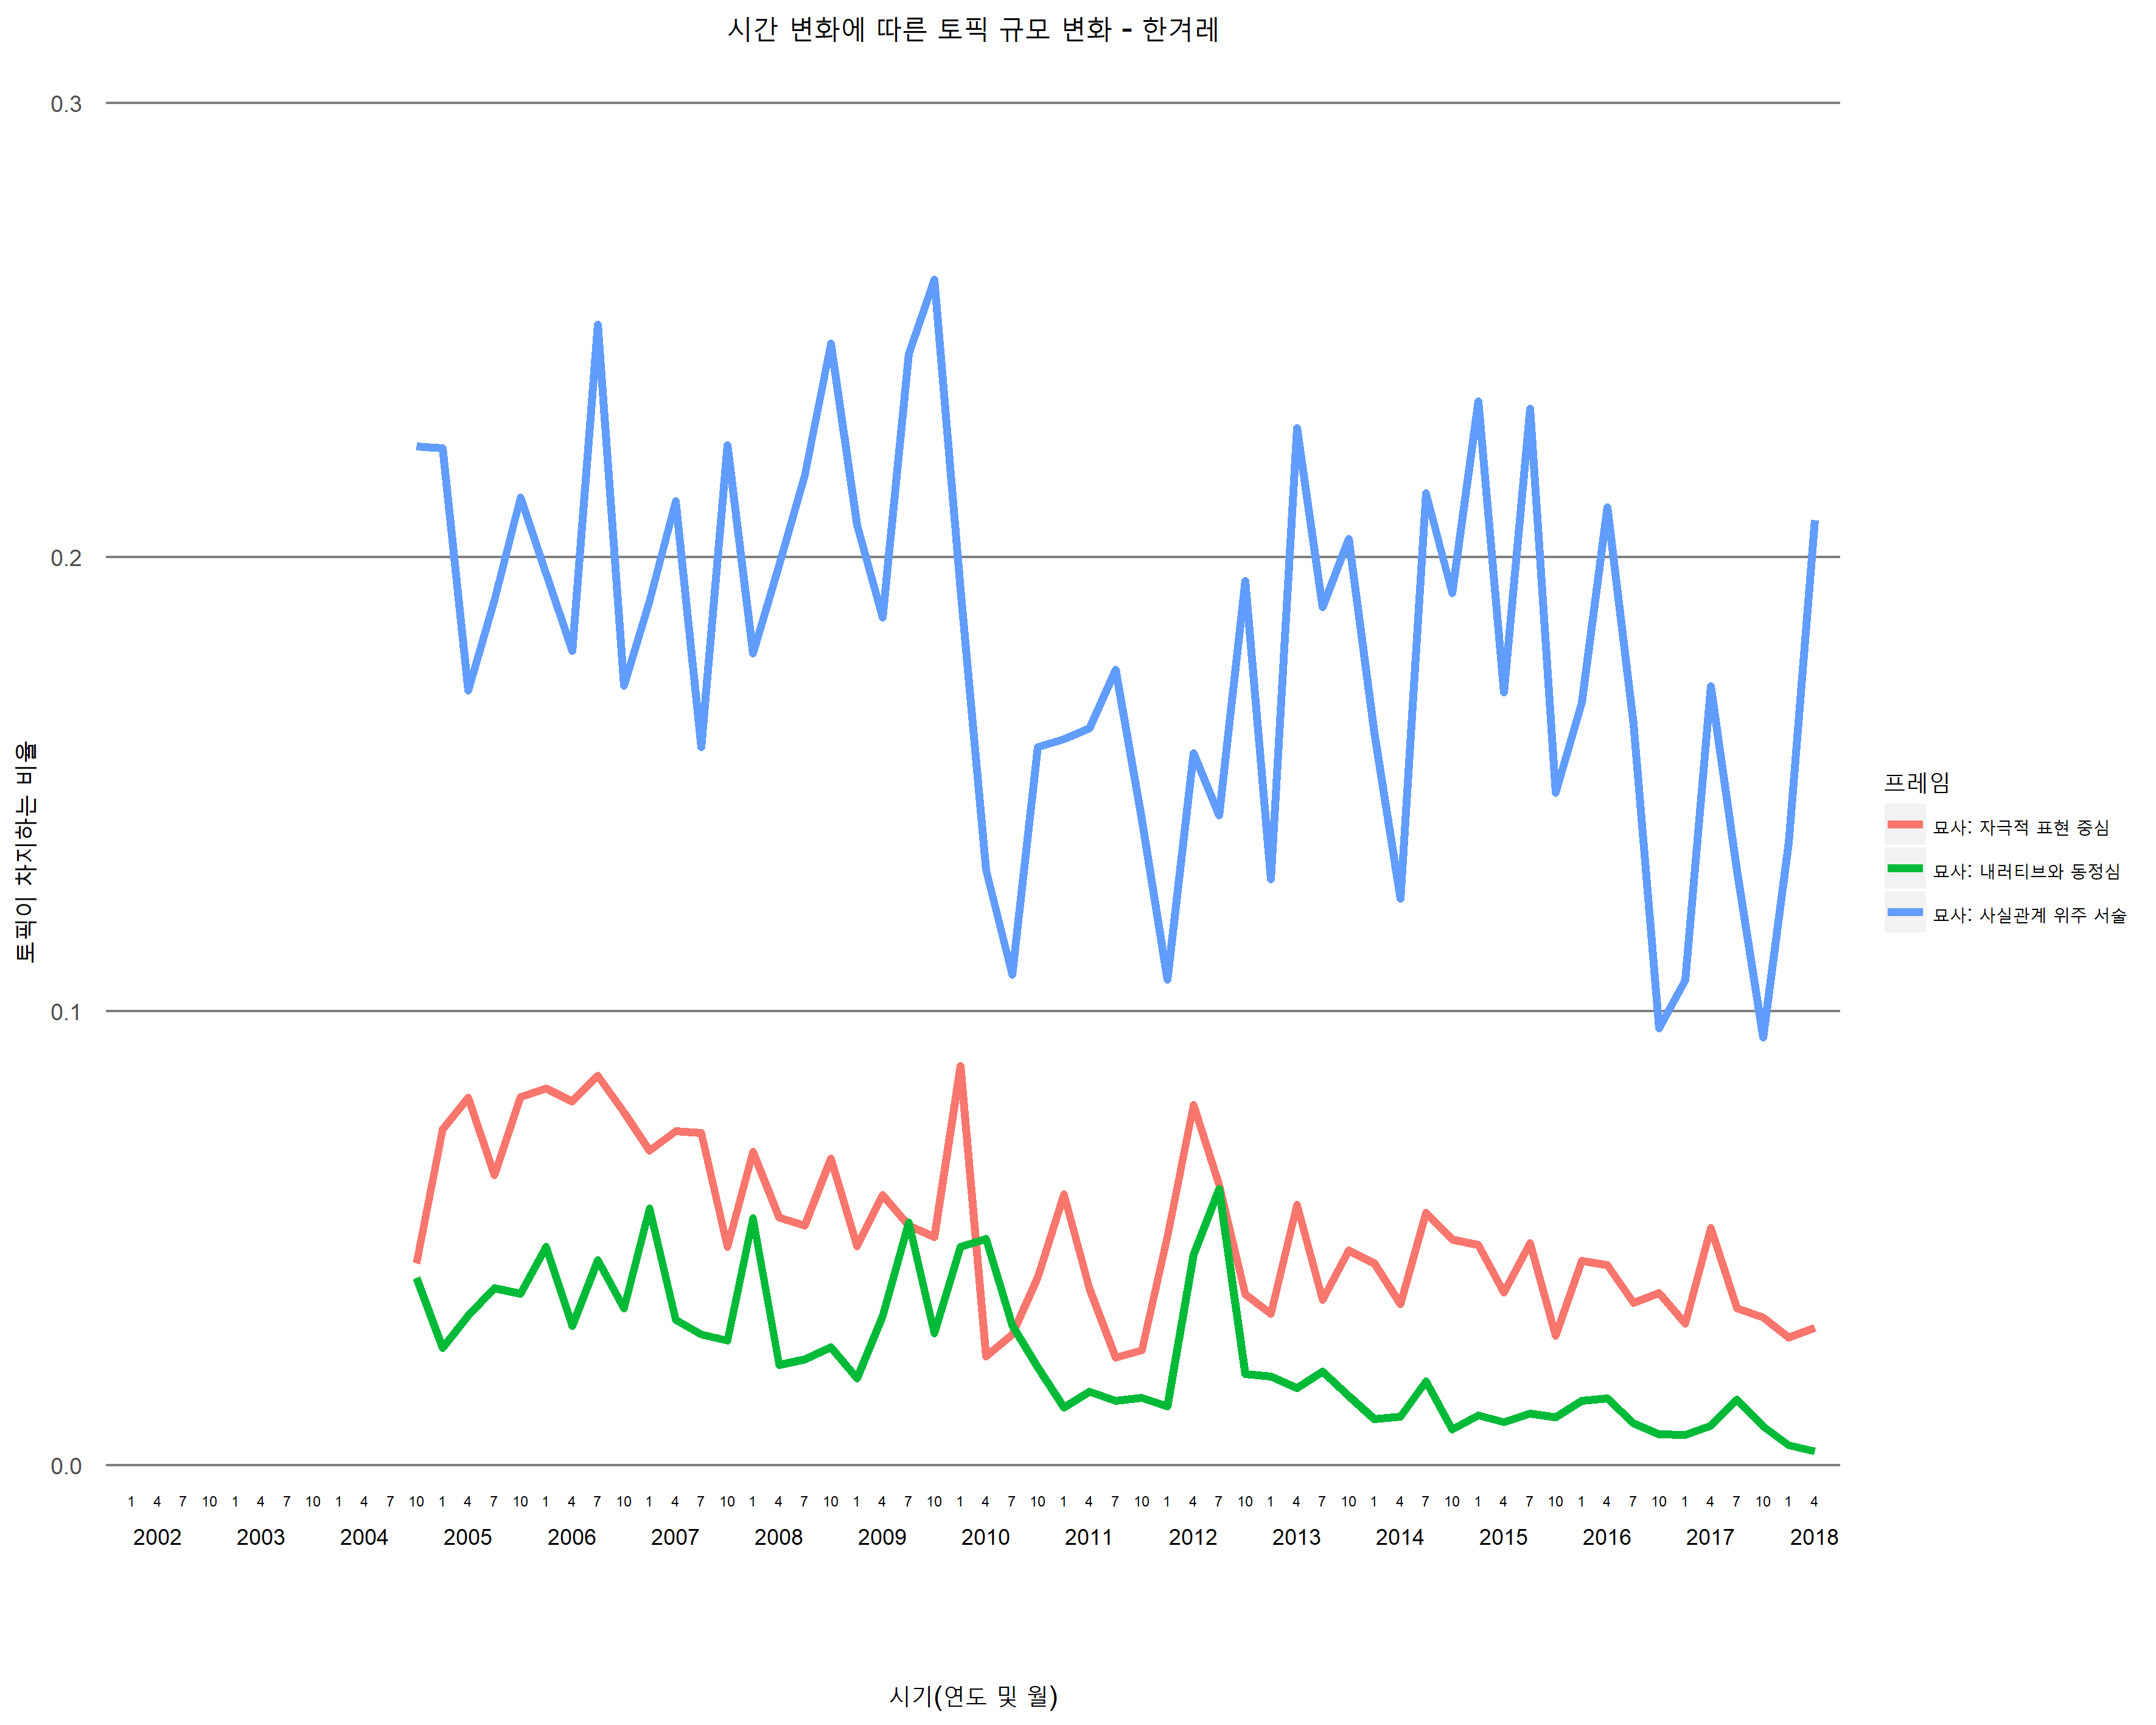 시간 변화에 따른 토픽 규모 변화 - 한겨레
0.3
0.2
0.1
0.0
토픽이 차지하는 비율
프레임
묘사: 자극적 표현 중심
묘사: 내러티브와 동정심
묘사: 사실관계 위주 서술
1 4 7 10 1 4 7 10 1 4 7 10 1 4 7 10 1 4 7 10 1 4 7 10 1 4 7 10 1 4 7 10 1 4 7 10 1 4 7 10 1 4 7 10 1 4 7 10 1 4 7 10 1 4 7 10 1 4 7 10 1 4 7 10 1 4
2002 2003 2004 2005 2006 2007 2008 2009 2010 2011 2012 2013 2014 2015 2016 2017 2018
시기(연도 및 월)